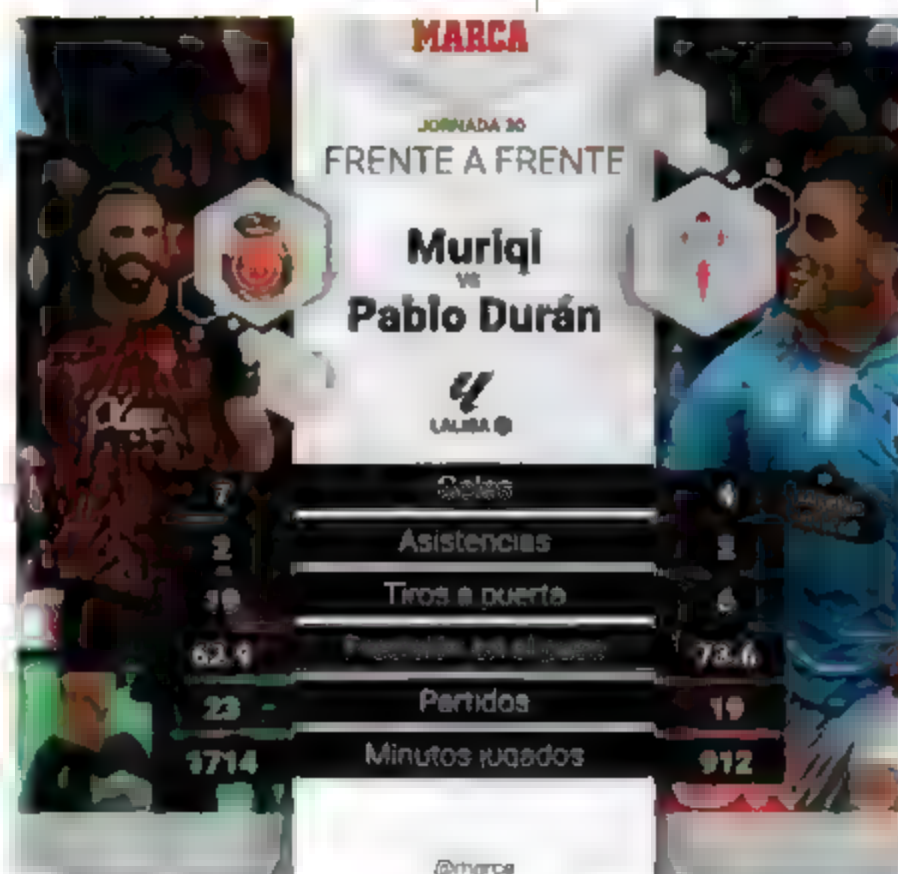 MARCA
JORNADA 30
FRENTE A FRENTE
Muriqi
vs
Pablo Durán
LALIGA
7 Goles 4
2 Asistencias 2
Tiros a puerta
62.9 73.6
23 Partidos 19
1714 Minutos jugados 912
@marca